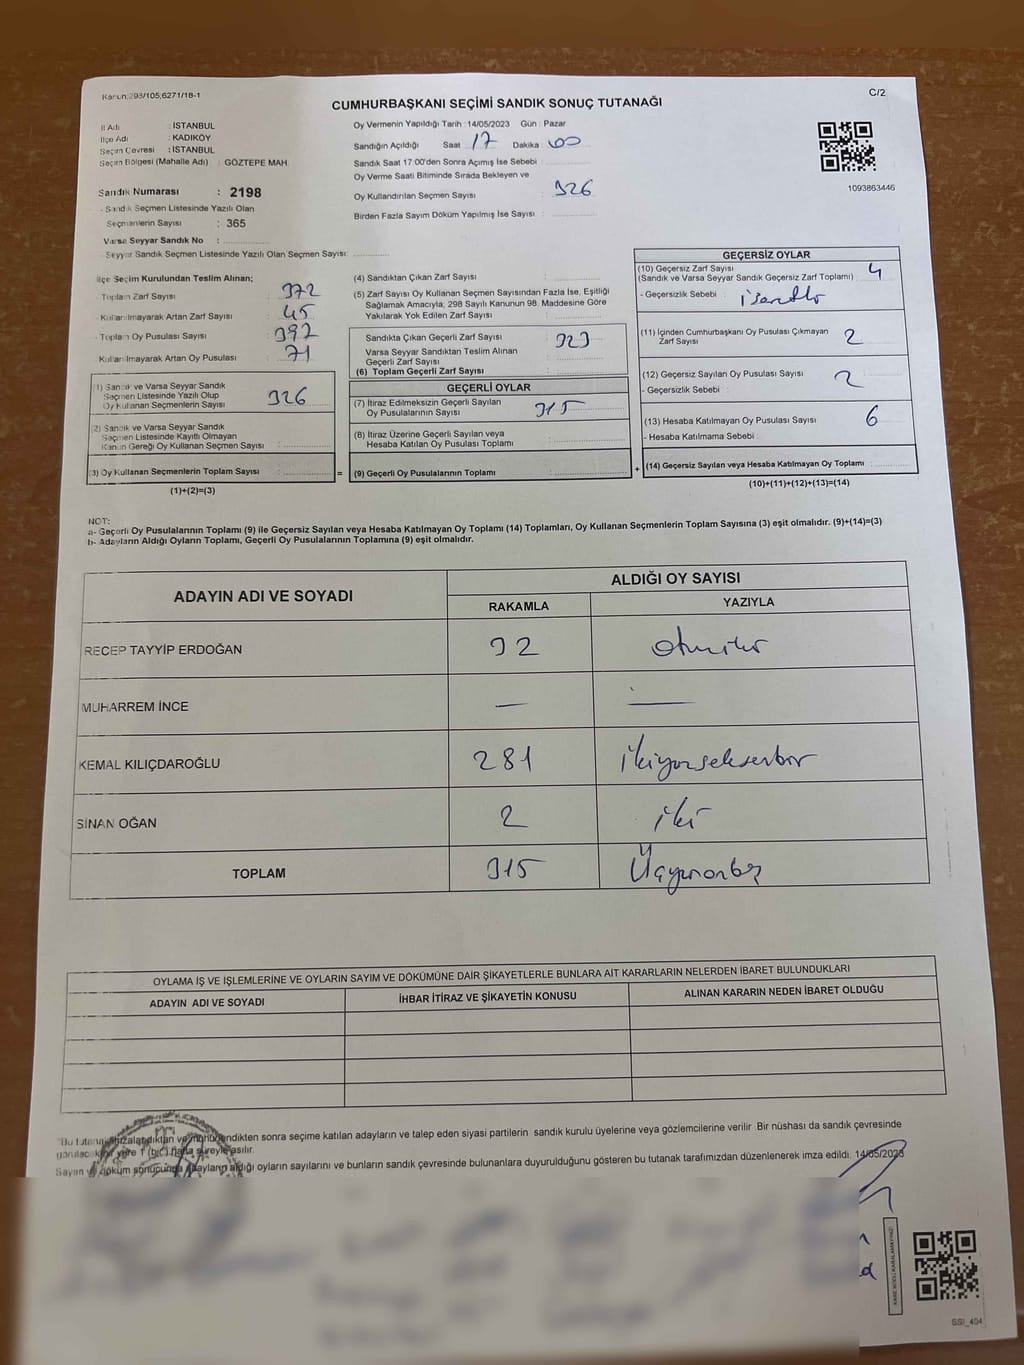 Kanun:298/105,6271/18-1
C/2
CUMHURBAŞKANI SEÇİMİ SANDIK SONUÇ TUTANAĞI
İl Adı : İSTANBUL
İlçe Adı : KADIKÖY
Seçim Çevresi : İSTANBUL
Seçim Bölgesi (Mahalle Adı) : GÖZTEPE MAH.
Sandık Numarası : 2198
- Sandık Seçmen Listesinde Yazılı Olan
Seçmenlerin Sayısı : 365
Varsa Seyyar Sandık No :
- Seyyar Sandık Seçmen Listesinde Yazılı Olan Seçmen Sayısı:
Oy Vermenin Yapıldığı Tarih :14/05/2023 Gün : Pazar
Sandığın Açıldığı Saat 17 Dakika 00
Sandık Saat 17:00'den Sonra Açımış İse Sebebi :
Oy Verme Saati Bitiminde Sırada Bekleyen ve
Oy Kullandırılan Seçmen Sayısı : 326
Birden Fazla Sayım Döküm Yapılmış İse Sayısı :
1093863446
İlçe Seçim Kurulundan Teslim Alınan;
Toplam Zarf Sayısı : 372
Kullanılmayarak Artan Zarf Sayısı : 45
- Toplam Oy Pusulası Sayısı : 397
Kullanılmayarak Artan Oy Pusulası : 71
(1) Sandık ve Varsa Seyyar Sandık
Seçmen Listesinde Yazılı Olup
Oy Kullanan Seçmenlerin Sayısı : 326
(2) Sandık ve Varsa Seyyar Sandık
Seçmen Listesinde Kayıtlı Olmayan
Kanun Gereği Oy Kullanan Seçmen Sayısı :
(3) Oy Kullanan Seçmenlerin Toplam Sayısı :
(1)+(2)=(3)
=
(4) Sandıktan Çıkan Zarf Sayısı :
(5) Zarf Sayısı Oy Kullanan Seçmen Sayısından Fazla İse, Eşitliği
Sağlamak Amacıyla, 298 Sayılı Kanunun 98. Maddesine Göre
Yakılarak Yok Edilen Zarf Sayısı :
Sandıkta Çıkan Geçerli Zarf Sayısı : 323
Varsa Seyyar Sandıktan Teslim Alınan
Geçerli Zarf Sayısı :
(6) Toplam Geçerli Zarf Sayısı :
GEÇERLİ OYLAR
(7) İtiraz Edilmeksizin Geçerli Sayılan
Oy Pusulalarının Sayısı : 315
(8) İtiraz Üzerine Geçerli Sayılan veya
Hesaba Katılan Oy Pusulası Toplamı :
(9) Geçerli Oy Pusulalarının Toplamı :
+
GEÇERSİZ OYLAR
(10) Geçersiz Zarf Sayısı
(Sandık ve Varsa Seyyar Sandık Geçersiz Zarf Toplamı) : 4
- Geçersizlik Sebebi :
(11) İçinden Cumhurbaşkanı Oy Pusulası Çıkmayan
Zarf Sayısı : 2
(12) Geçersiz Sayılan Oy Pusulası Sayısı : 2
- Geçersizlik Sebebi :
(13) Hesaba Katılmayan Oy Pusulası Sayısı : 6
- Hesaba Katılmama Sebebi :
(14) Geçersiz Sayılan veya Hesaba Katılmayan Oy Toplamı :
(10)+(11)+(12)+(13)=(14)
NOT:
a- Geçerli Oy Pusulalarının Toplamı (9) ile Geçersiz Sayılan veya Hesaba Katılmayan Oy Toplamı (14) Toplamları, Oy Kullanan Seçmenlerin Toplam Sayısına (3) eşit olmalıdır. (9)+(14)=(3)
b- Adayların Aldığı Oyların Toplamı, Geçerli Oy Pusulalarının Toplamına (9) eşit olmalıdır.
ADAYIN ADI VE SOYADI
ALDIĞI OY SAYISI
RAKAMLA YAZIYLA
RECEP TAYYİP ERDOĞAN 32 otuziki
MUHARREM İNCE — —
KEMAL KILIÇDAROĞLU 281 ikiyüzseksenbir
SİNAN OĞAN 2 iki
TOPLAM 315 Üçyüzonbeş
OYLAMA İŞ VE İŞLEMLERİNE VE OYLARIN SAYIM VE DÖKÜMÜNE DAİR ŞİKAYETLERLE BUNLARA AİT KARARLARIN NELERDEN İBARET BULUNDUKLARI
ADAYIN ADI VE SOYADI İHBAR İTİRAZ VE ŞİKAYETİN KONUSU ALINAN KARARIN NEDEN İBARET OLDUĞU
"Bu tutanak imzalandıktan ve mühürlendikten sonra seçime katılan adayların ve talep eden siyasi partilerin sandık kurulu üyelerine veya gözlemcilerine verilir. Bir nüshası da sandık çevresinde
görülecek bir yere 1 (bir) hafta süreyle asılır.
Sayım ve döküm sonucunda adayların aldığı oyların sayılarını ve bunların sandık çevresinde bulunanlara duyurulduğunu gösteren bu tutanak tarafımızdan düzenlenerek imza edildi. 14/05/2023
KARE KODU KARALAMAYINIZ!
SSI_404